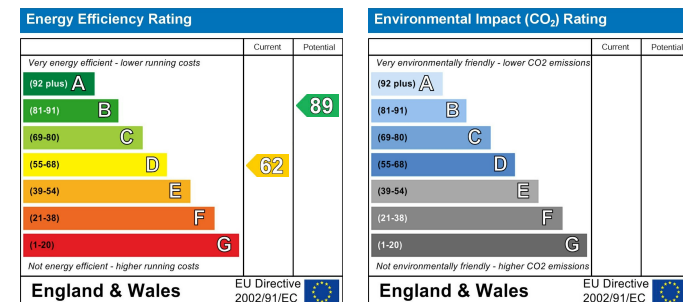 Energy Efficiency Rating
Current Potential
Very energy efficient - lower running costs
(92 plus) A
(81-91) B
89
(69-80) C
(55-68) D
62
(39-54) E
(21-38) F
(1-20) G
Not energy efficient - higher running costs
England & Wales
EU Directive
2002/91/EC
Environmental Impact (CO₂) Rating
Current Potential
Very environmentally friendly - lower CO2 emissions
(92 plus) A
(81-91) B
(69-80) C
(55-68) D
(39-54) E
(21-38) F
(1-20) G
Not environmentally friendly - higher CO2 emissions
England & Wales
EU Directive
2002/91/EC